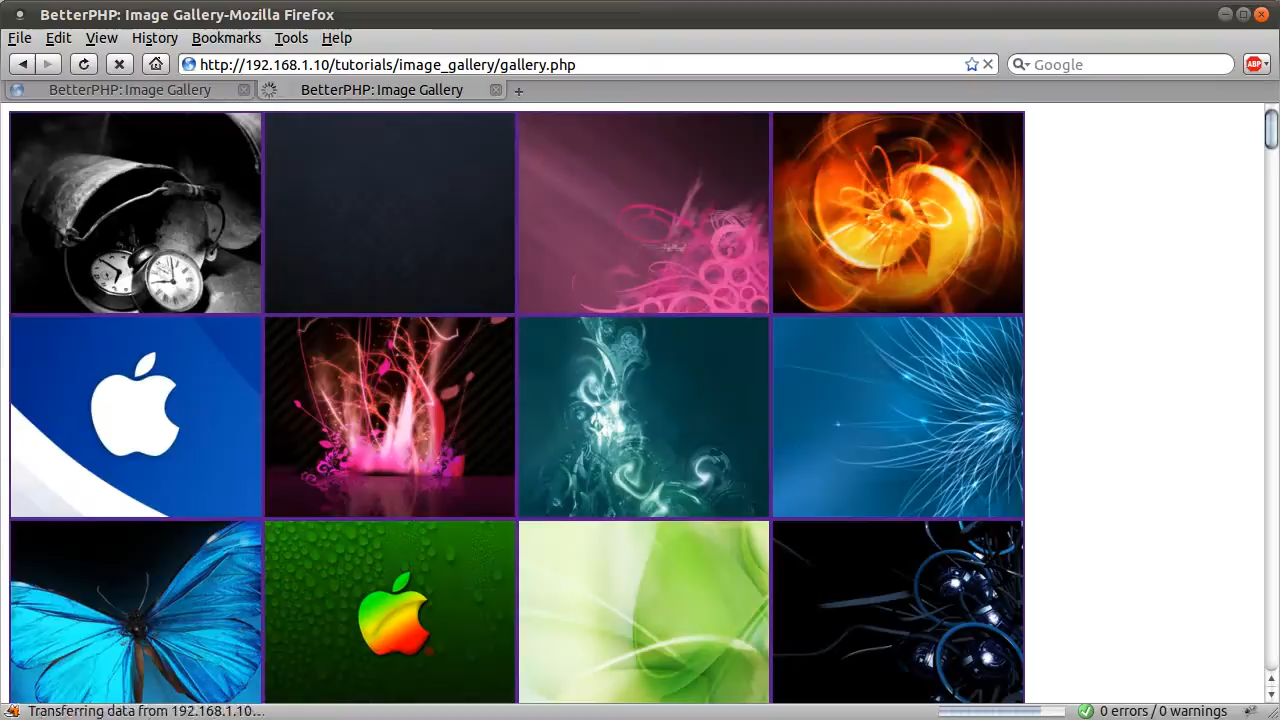 BetterPHP: Image Gallery-Mozilla Firefox
File Edit View History Bookmarks Tools Help
http://192.168.1.10/tutorials/image_gallery/gallery.php
Google
ABP
BetterPHP: Image Gallery
BetterPHP: Image Gallery
Transferring data from 192.168.1.10...
0 errors / 0 warnings